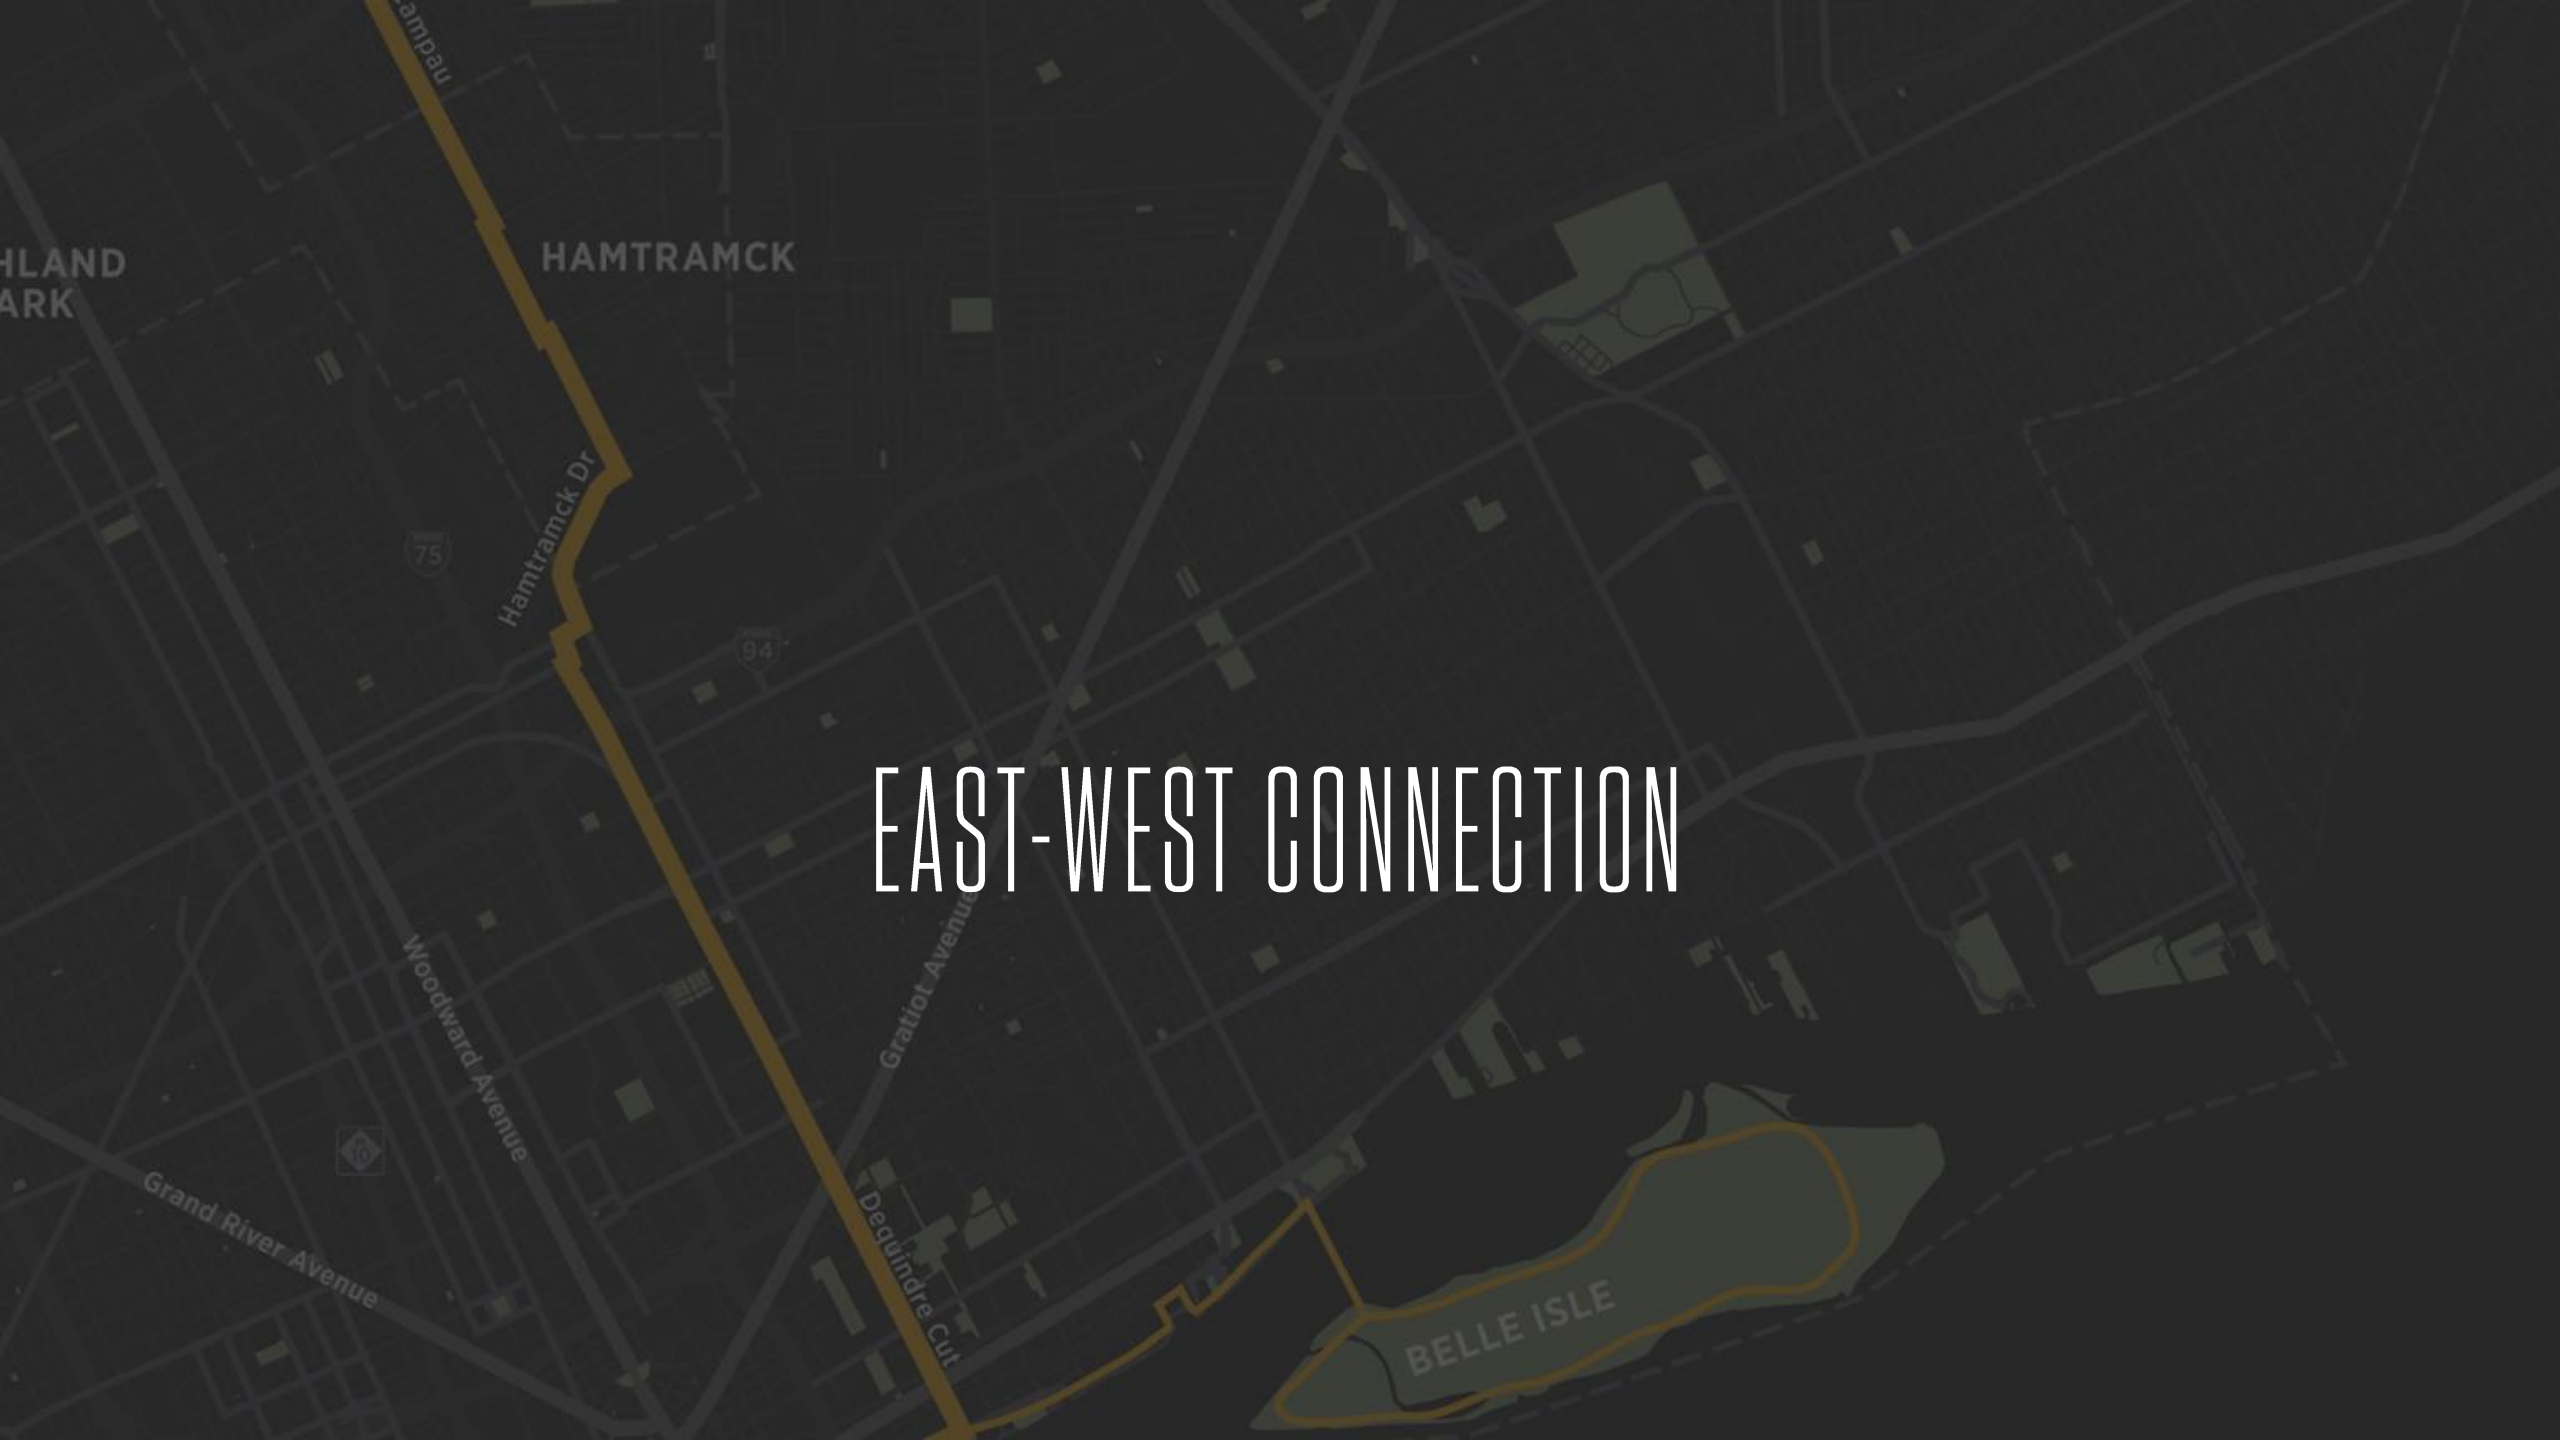 ampau
HAMTRAMCK
HLAND
ARK
Hamtramck Dr
75
94
EAST-WEST CONNECTION
Woodward Avenue
Gratiot Avenue
10
Grand River Avenue
Dequindre Cut
BELLE ISLE